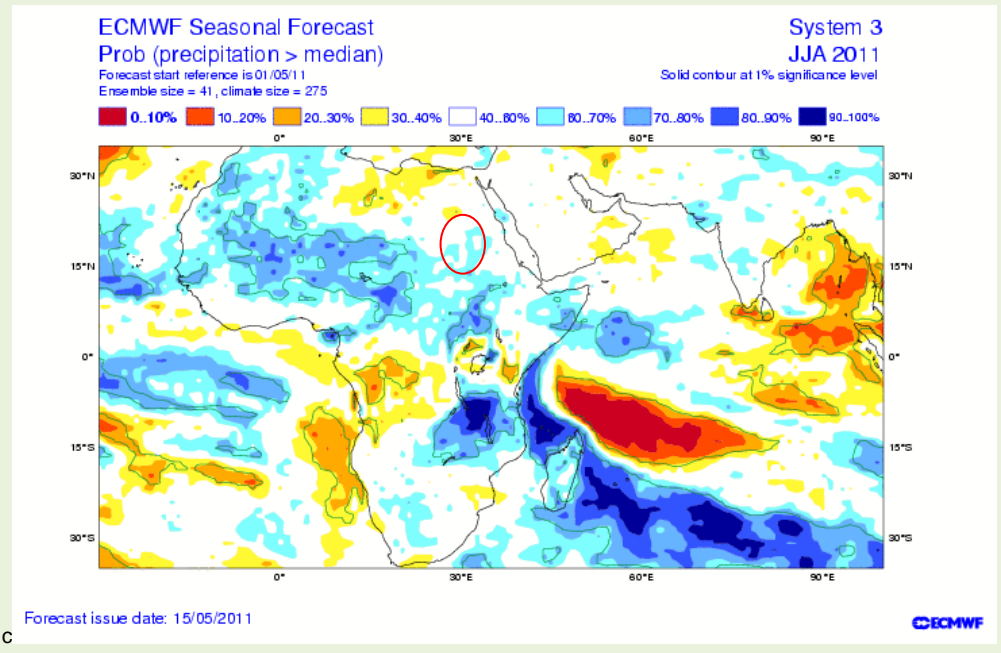 ECMWF Seasonal Forecast
System 3
Prob (precipitation > median)
JJA 2011
Forecast start reference is 01/05/11
Solid contour at 1% significance level
Ensemble size = 41, climate size = 275
0..10% 10..20% 20..30% 30..40% 40..60% 60..70% 70..80% 80..90% 90..100%
0° 30°E 60°E 90°E
30°N 30°N
15°N 15°N
0° 0°
15°S 15°S
30°S 30°S
0° 30°E 60°E 90°E
Forecast issue date: 15/05/2011
ECMWF
c